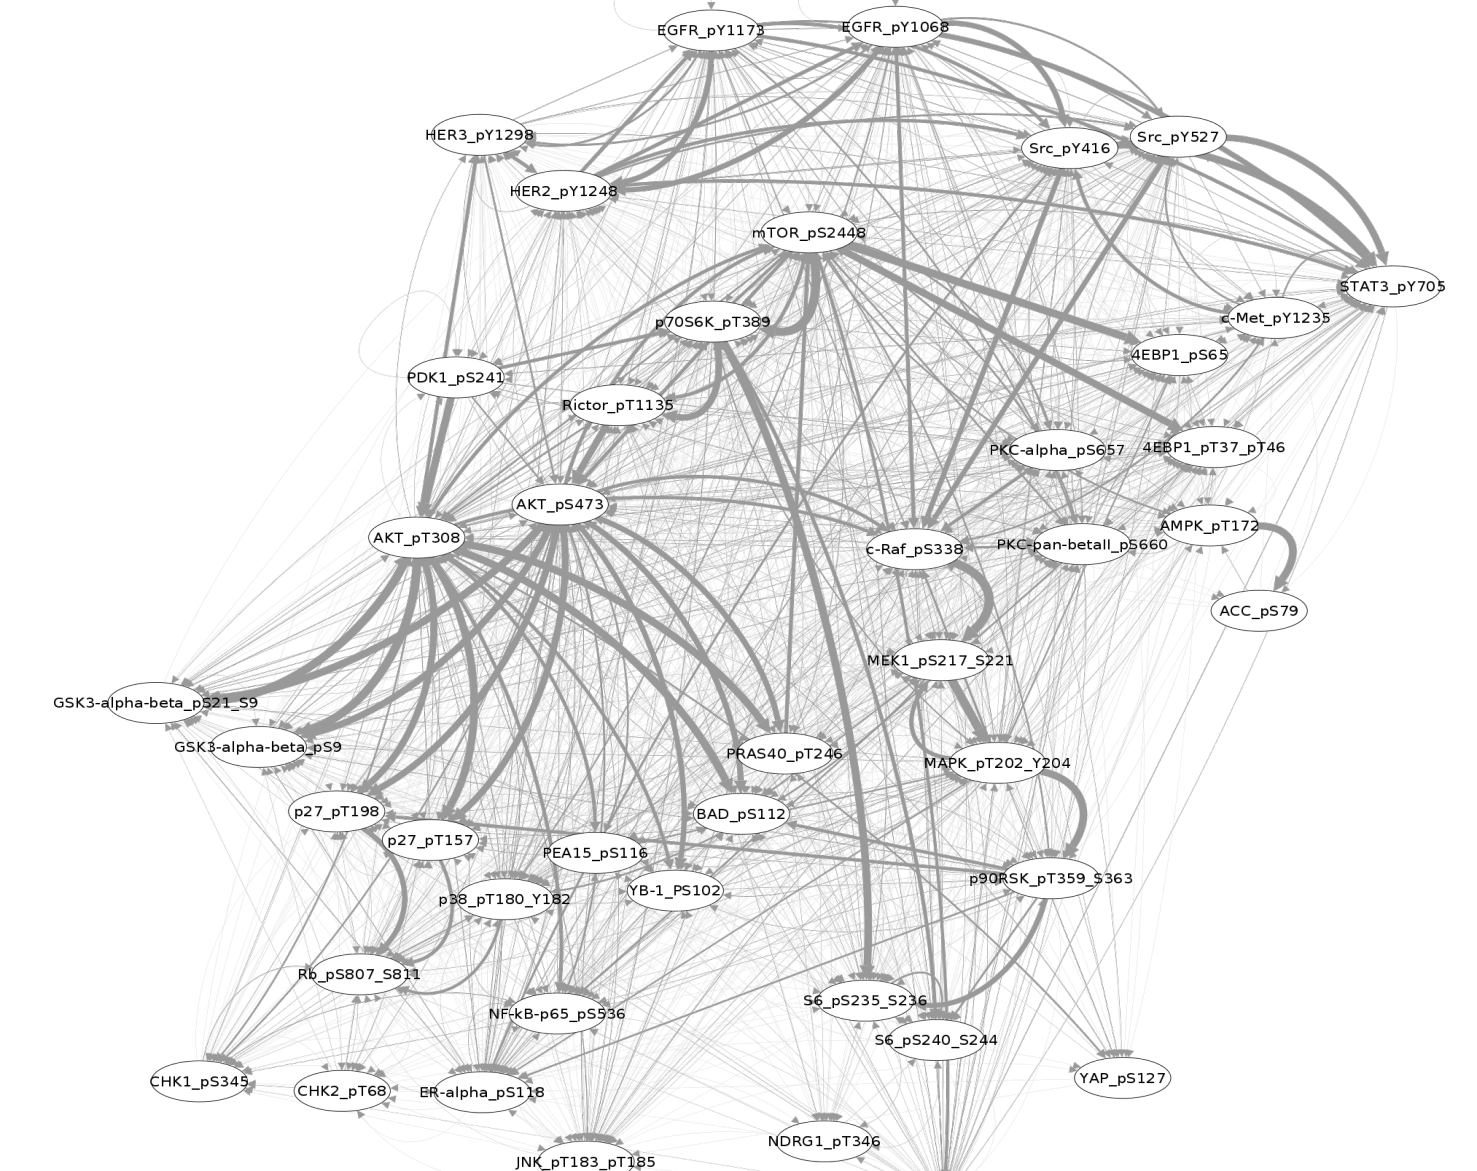 EGFR_pY1173
EGFR_pY1068
HER3_pY1298
Src_pY527
Src_pY416
HER2_pY1248
mTOR_pS2448
STAT3_pY705
c-Met_pY1235
p70S6K_pT389
4EBP1_pS65
PDK1_pS241
Rictor_pT1135
PKC-alpha_pS657
4EBP1_pT37_pT46
AKT_pS473
AMPK_pT172
AKT_pT308
c-Raf_pS338
PKC-pan-betaII_pS660
ACC_pS79
MEK1_pS217_S221
GSK3-alpha-beta_pS21_S9
GSK3-alpha-beta_pS9
PRAS40_pT246
MAPK_pT202_Y204
p27_pT198
BAD_pS112
p27_pT157
PEA15_pS116
p90RSK_pT359_S363
YB-1_PS102
p38_pT180_Y182
Rb_pS807_S811
S6_pS235_S236
NF-kB-p65_pS536
S6_pS240_S244
YAP_pS127
CHK1_pS345
CHK2_pT68
ER-alpha_pS118
NDRG1_pT346
JNK_pT183_pT185